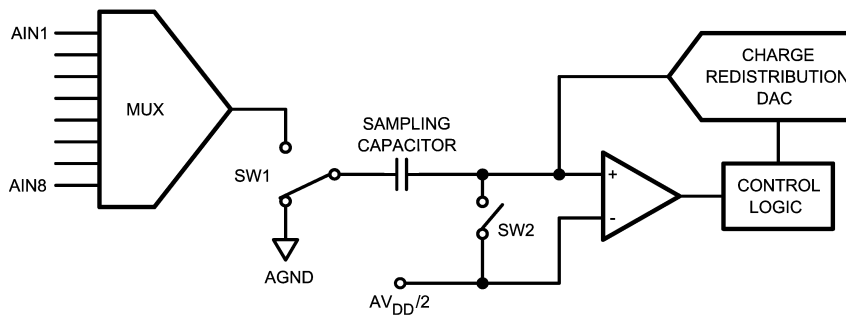 AIN1
MUX
AIN8
SW1
AGND
SAMPLING
CAPACITOR
SW2
AVDD/2
+
-
CHARGE
REDISTRIBUTION
DAC
CONTROL
LOGIC